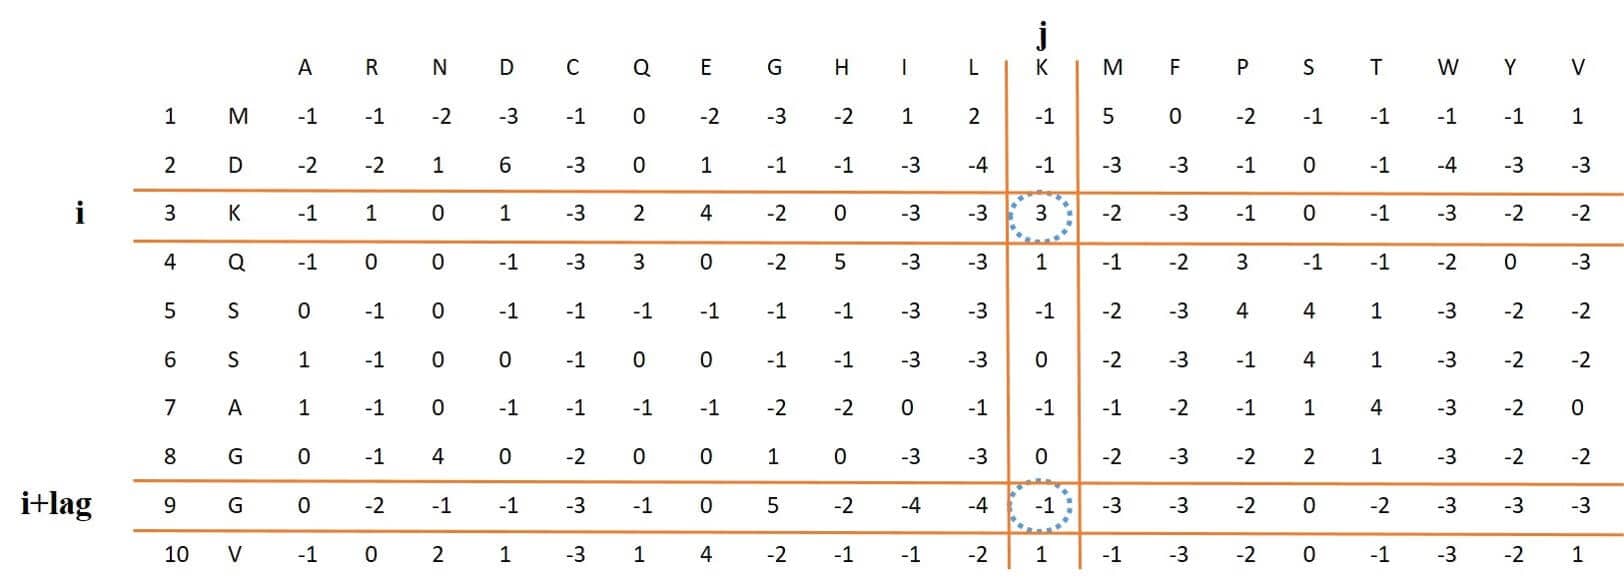 j
A R N D C Q E G H I L K M F P S T W Y V
1 M -1 -1 -2 -3 -1 0 -2 -3 -2 1 2 -1 5 0 -2 -1 -1 -1 -1 1
2 D -2 -2 1 6 -3 0 1 -1 -1 -3 -4 -1 -3 -3 -1 0 -1 -4 -3 -3
i 3 K -1 1 0 1 -3 2 4 -2 0 -3 -3 3 -2 -3 -1 0 -1 -3 -2 -2
4 Q -1 0 0 -1 -3 3 0 -2 5 -3 -3 1 -1 -2 3 -1 -1 -2 0 -3
5 S 0 -1 0 -1 -1 -1 -1 -1 -1 -3 -3 -1 -2 -3 4 4 1 -3 -2 -2
6 S 1 -1 0 0 -1 0 0 -1 -1 -3 -3 0 -2 -3 -1 4 1 -3 -2 -2
7 A 1 -1 0 -1 -1 -1 -1 -2 -2 0 -1 -1 -1 -2 -1 1 4 -3 -2 0
8 G 0 -1 4 0 -2 0 0 1 0 -3 -3 0 -2 -3 -2 2 1 -3 -2 -2
i+lag 9 G 0 -2 -1 -1 -3 -1 0 5 -2 -4 -4 -1 -3 -3 -2 0 -2 -3 -3 -3
10 V -1 0 2 1 -3 1 4 -2 -1 -1 -2 1 -1 -3 -2 0 -1 -3 -2 1